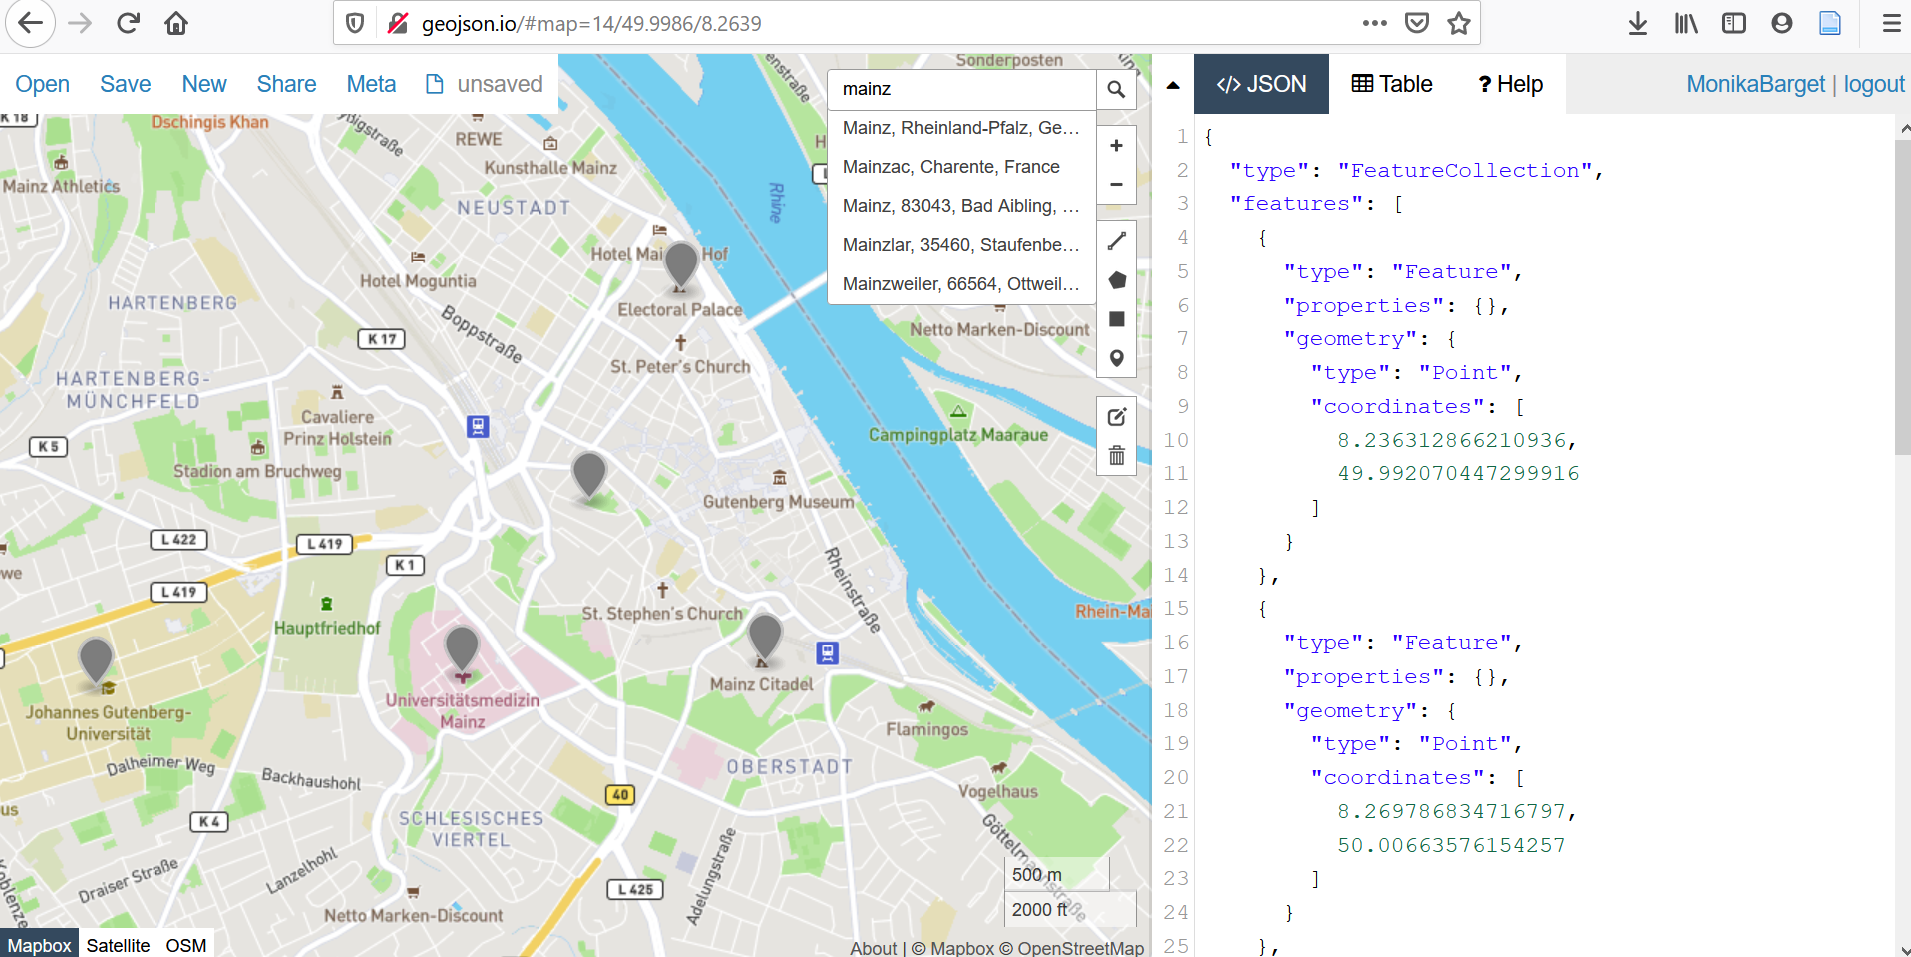 geojson.io/#map=14/49.9986/8.2639
Open Save New Share Meta unsaved
mainz
Mainz, Rheinland-Pfalz, Ge...
Mainzac, Charente, France
Mainz, 83043, Bad Aibling, ...
Mainzlar, 35460, Staufenbe...
Mainzweiler, 66564, Ottweil...
+
−
</> JSON Table ? Help
MonikaBarget | logout
Sonderposten
K 18
Dschingis Khan
REWE
Kunsthalle Mainz
Mainz Athletics
NEUSTADT
Rhine
Hotel Mai Hof
Hotel Moguntia
Electoral Palace
HARTENBERG
K 17
Boppstraße
Netto Marken-Discount
St. Peter's Church
HARTENBERG-
MÜNCHFELD
Cavaliere
Prinz Holstein
K 5
Stadion am Bruchweg
Campingplatz Maaraue
Gutenberg Museum
L 422
L 419
K 1
L 419
Rheinstraße
St. Stephen's Church
Rhein-Ma
Hauptfriedhof
Mainz Citadel
Universitätsmedizin
Mainz
Johannes Gutenberg-
Universität
Flamingos
Dalheimer Weg
Backhaushohl
OBERSTADT
40
Vogelhaus
K 4
SCHLESISCHES
VIERTEL
Adelungstraße
Draiser Straße
Lanzelhohl
L 425
Netto Marken-Discount
500 m
2000 ft
Mapbox Satellite OSM
About | © Mapbox © OpenStreetMap
1 {
2 "type": "FeatureCollection",
3 "features": [
4 {
5 "type": "Feature",
6 "properties": {},
7 "geometry": {
8 "type": "Point",
9 "coordinates": [
10 8.236312866210936,
11 49.992070447299916
12 ]
13 }
14 },
15 {
16 "type": "Feature",
17 "properties": {},
18 "geometry": {
19 "type": "Point",
20 "coordinates": [
21 8.269786834716797,
22 50.00663576154257
23 ]
24 }
25 },